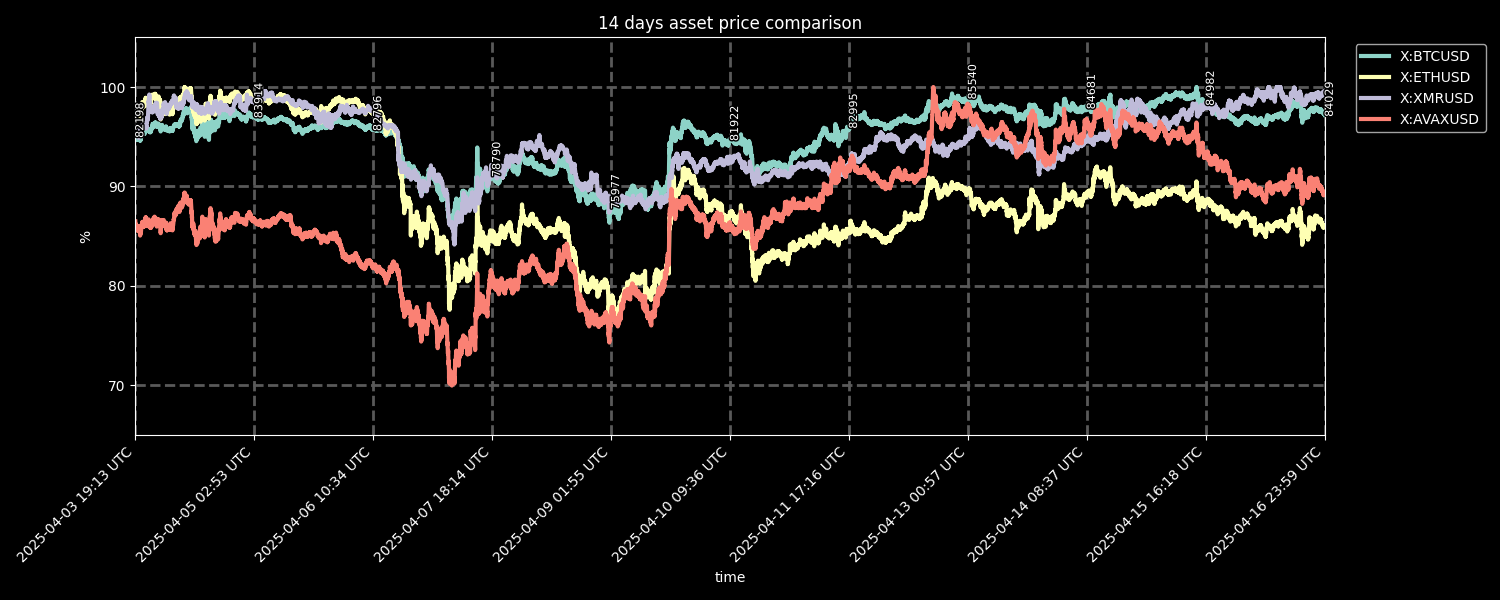 14 days asset price comparison
X:BTCUSD
X:ETHUSD
X:XMRUSD
X:AVAXUSD
100
90
80
70
%
82198
83914
82796
78790
75977
81922
82995
85540
84681
84982
84029
2025-04-03 19:13 UTC
2025-04-05 02:53 UTC
2025-04-06 10:34 UTC
2025-04-07 18:14 UTC
2025-04-09 01:55 UTC
2025-04-10 09:36 UTC
2025-04-11 17:16 UTC
2025-04-13 00:57 UTC
2025-04-14 08:37 UTC
2025-04-15 16:18 UTC
2025-04-16 23:59 UTC
time